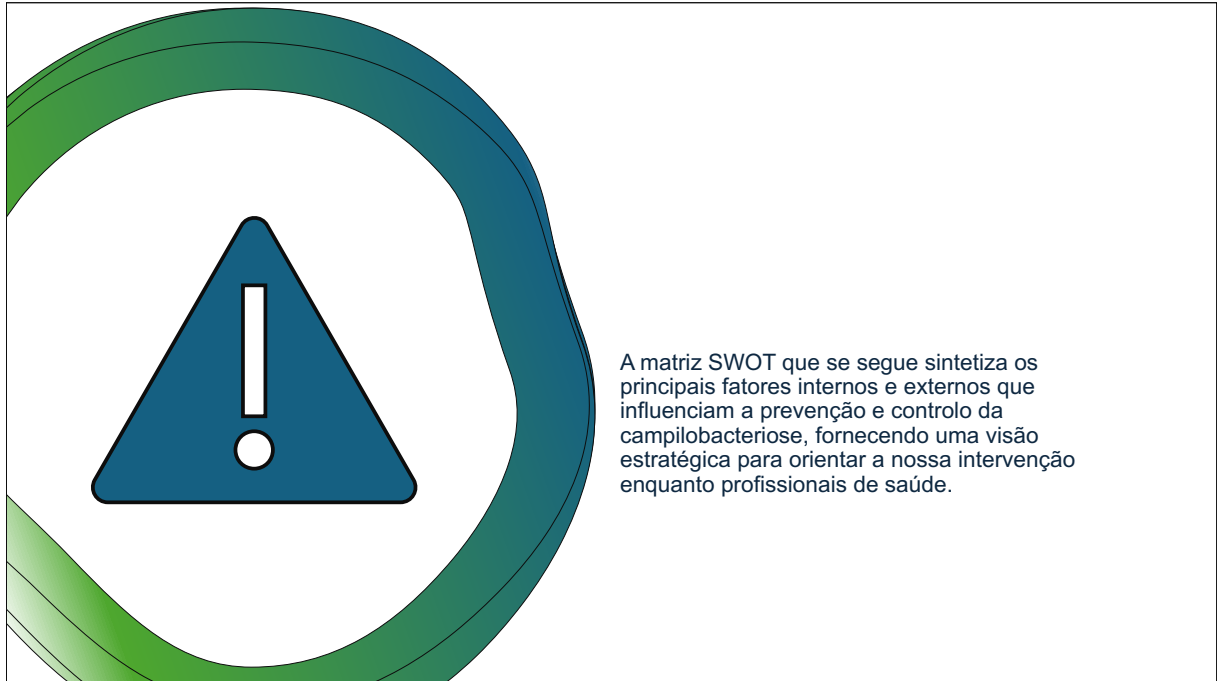 A matriz SWOT que se segue sintetiza os
principais fatores internos e externos que
influenciam a prevenção e controlo da
campilobacteriose, fornecendo uma visão
estratégica para orientar a nossa intervenção
enquanto profissionais de saúde.